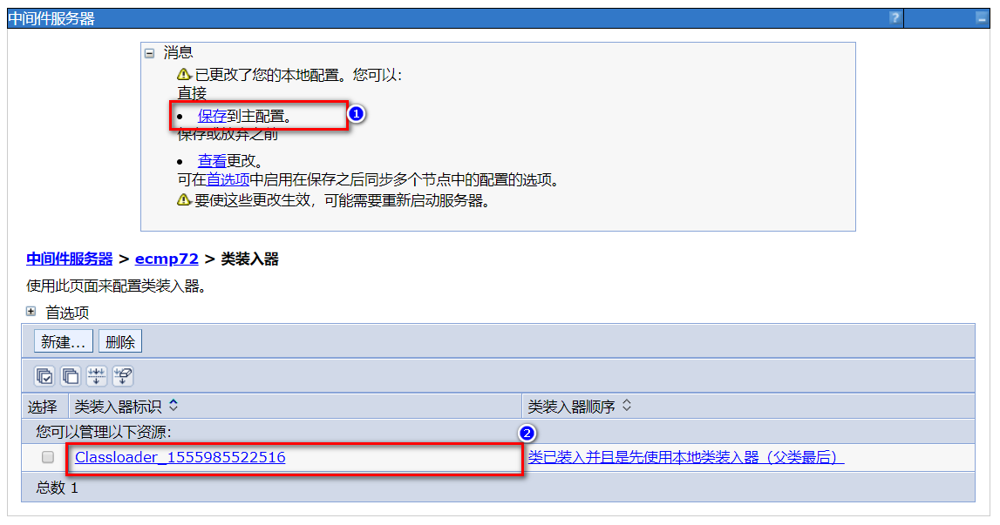 中间件服务器 ? –
消息
已更改了您的本地配置。您可以：
直接
• 保存到主配置。 1
保存或放弃之前
• 查看更改。
可在首选项中启用在保存之后同步多个节点中的配置的选项。
要使这些更改生效，可能需要重新启动服务器。
中间件服务器 > ecmp72 > 类装入器
使用此页面来配置类装入器。
首选项
新建... 删除
选择 类装入器标识 类装入器顺序
您可以管理以下资源： 2
Classloader_1555985522516 类已装入并且是先使用本地类装入器（父类最后）
总数 1